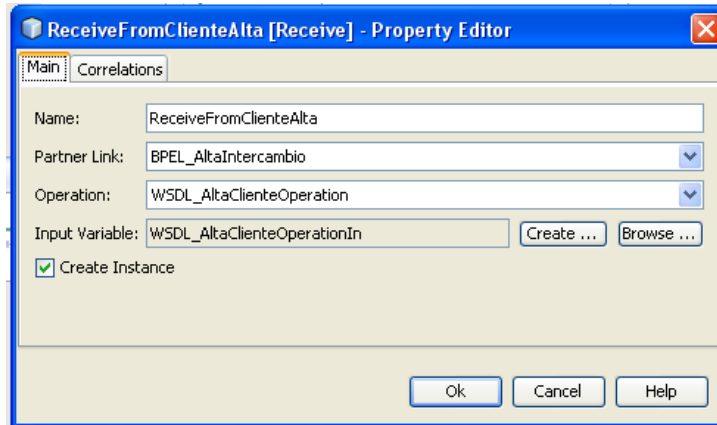 ReceiveFromClienteAlta [Receive] - Property Editor
Main Correlations
Name: ReceiveFromClienteAlta
Partner Link: BPEL_AltaIntercambio
Operation: WSDL_AltaClienteOperation
Input Variable: WSDL_AltaClienteOperationIn Create ... Browse ...
Create Instance
Ok Cancel Help